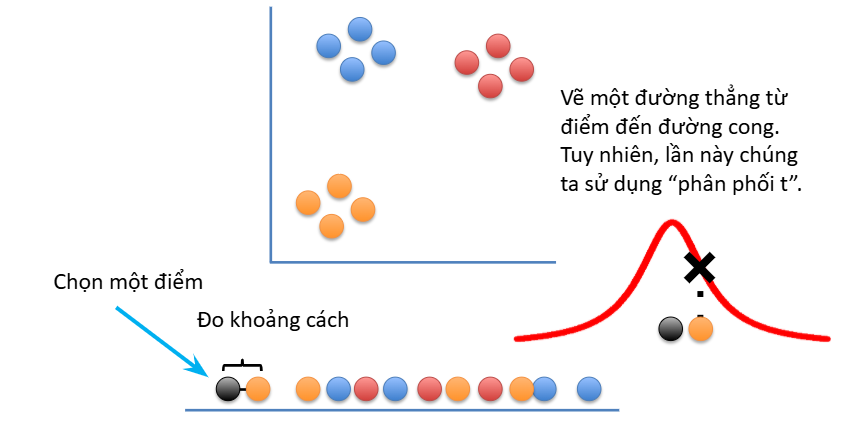 Vẽ một đường thẳng từ
điểm đến đường cong.
Tuy nhiên, lần này chúng
ta sử dụng “phân phối t”.
Chọn một điểm
Đo khoảng cách